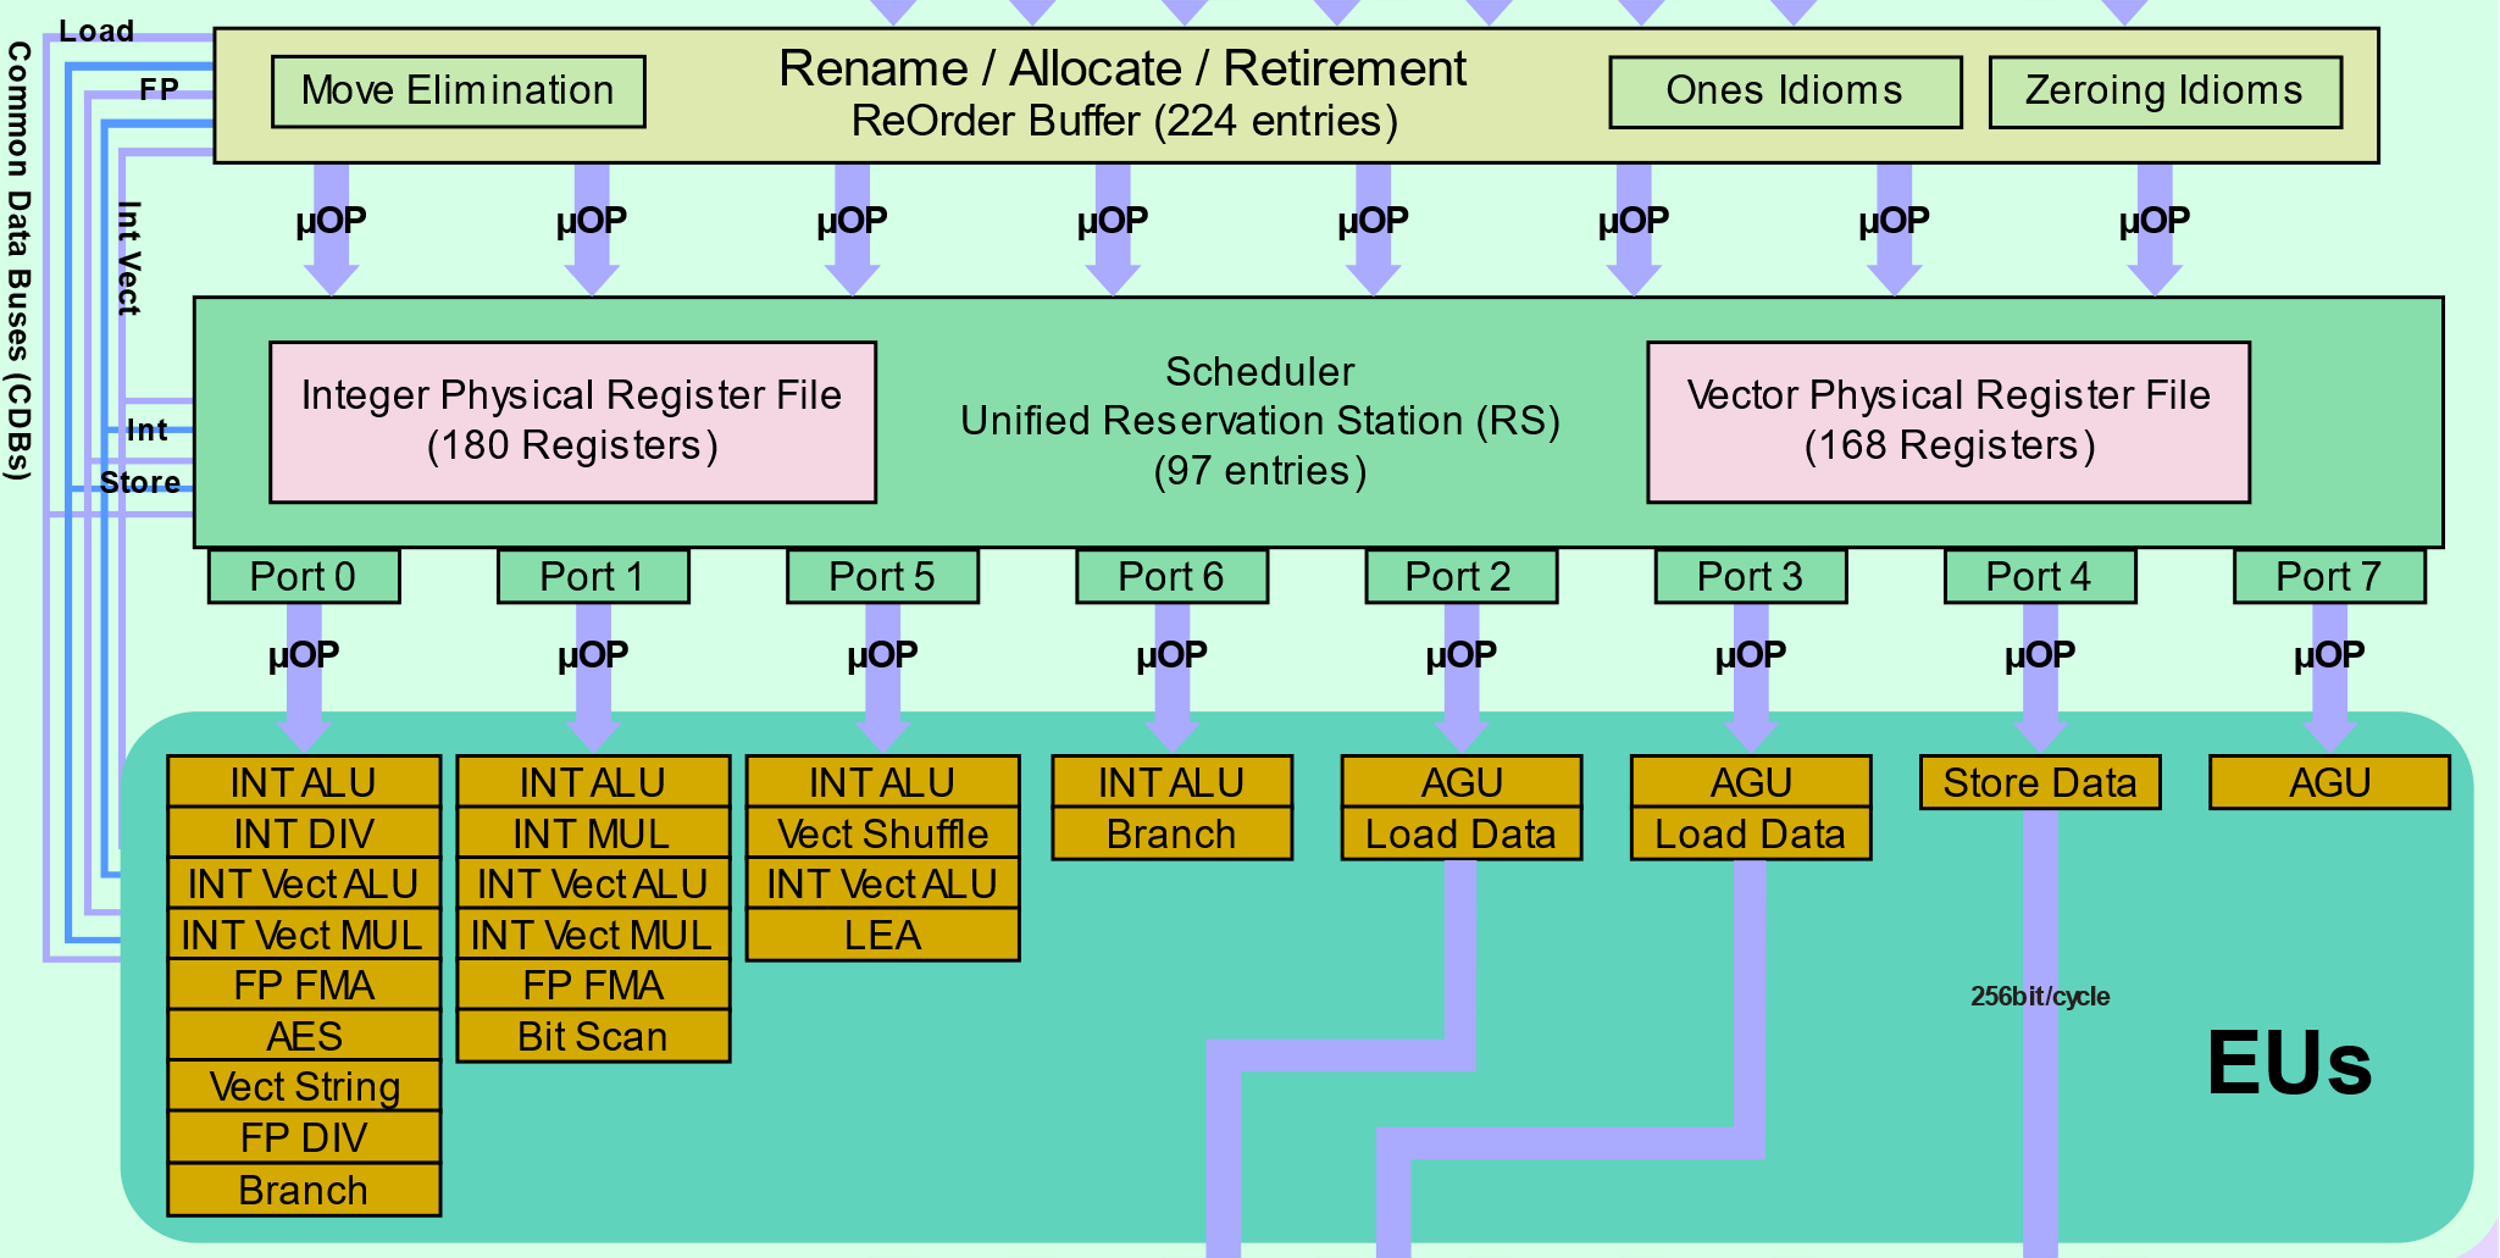 Load
FP
Common Data Buses (CDBs)
Int Vect
Int
Store
Move Elimination
Rename / Allocate / Retirement
ReOrder Buffer (224 entries)
Ones Idioms
Zeroing Idioms
µOP
µOP
µOP
µOP
µOP
µOP
µOP
µOP
Integer Physical Register File
(180 Registers)
Scheduler
Unified Reservation Station (RS)
(97 entries)
Vector Physical Register File
(168 Registers)
Port 0
Port 1
Port 5
Port 6
Port 2
Port 3
Port 4
Port 7
µOP
µOP
µOP
µOP
µOP
µOP
µOP
µOP
INT ALU
INT DIV
INT Vect ALU
INT Vect MUL
FP FMA
AES
Vect String
FP DIV
Branch
INT ALU
INT MUL
INT Vect ALU
INT Vect MUL
FP FMA
Bit Scan
INT ALU
Vect Shuffle
INT Vect ALU
LEA
INT ALU
Branch
AGU
Load Data
AGU
Load Data
Store Data
AGU
256bit/cycle
EUs